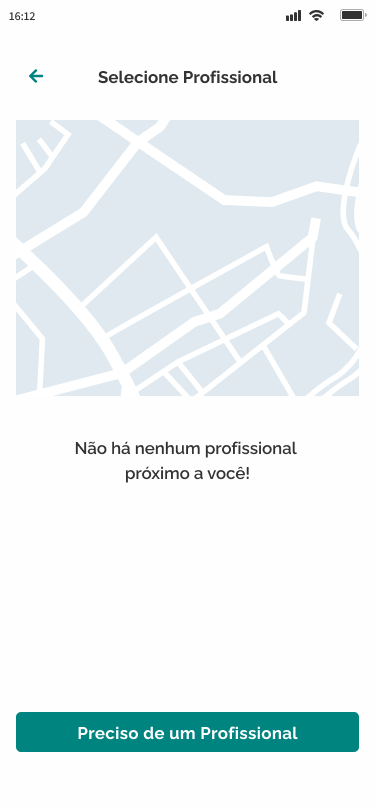 16:12
Selecione Profissional
Não há nenhum profissional
próximo a você!
Preciso de um Profissional